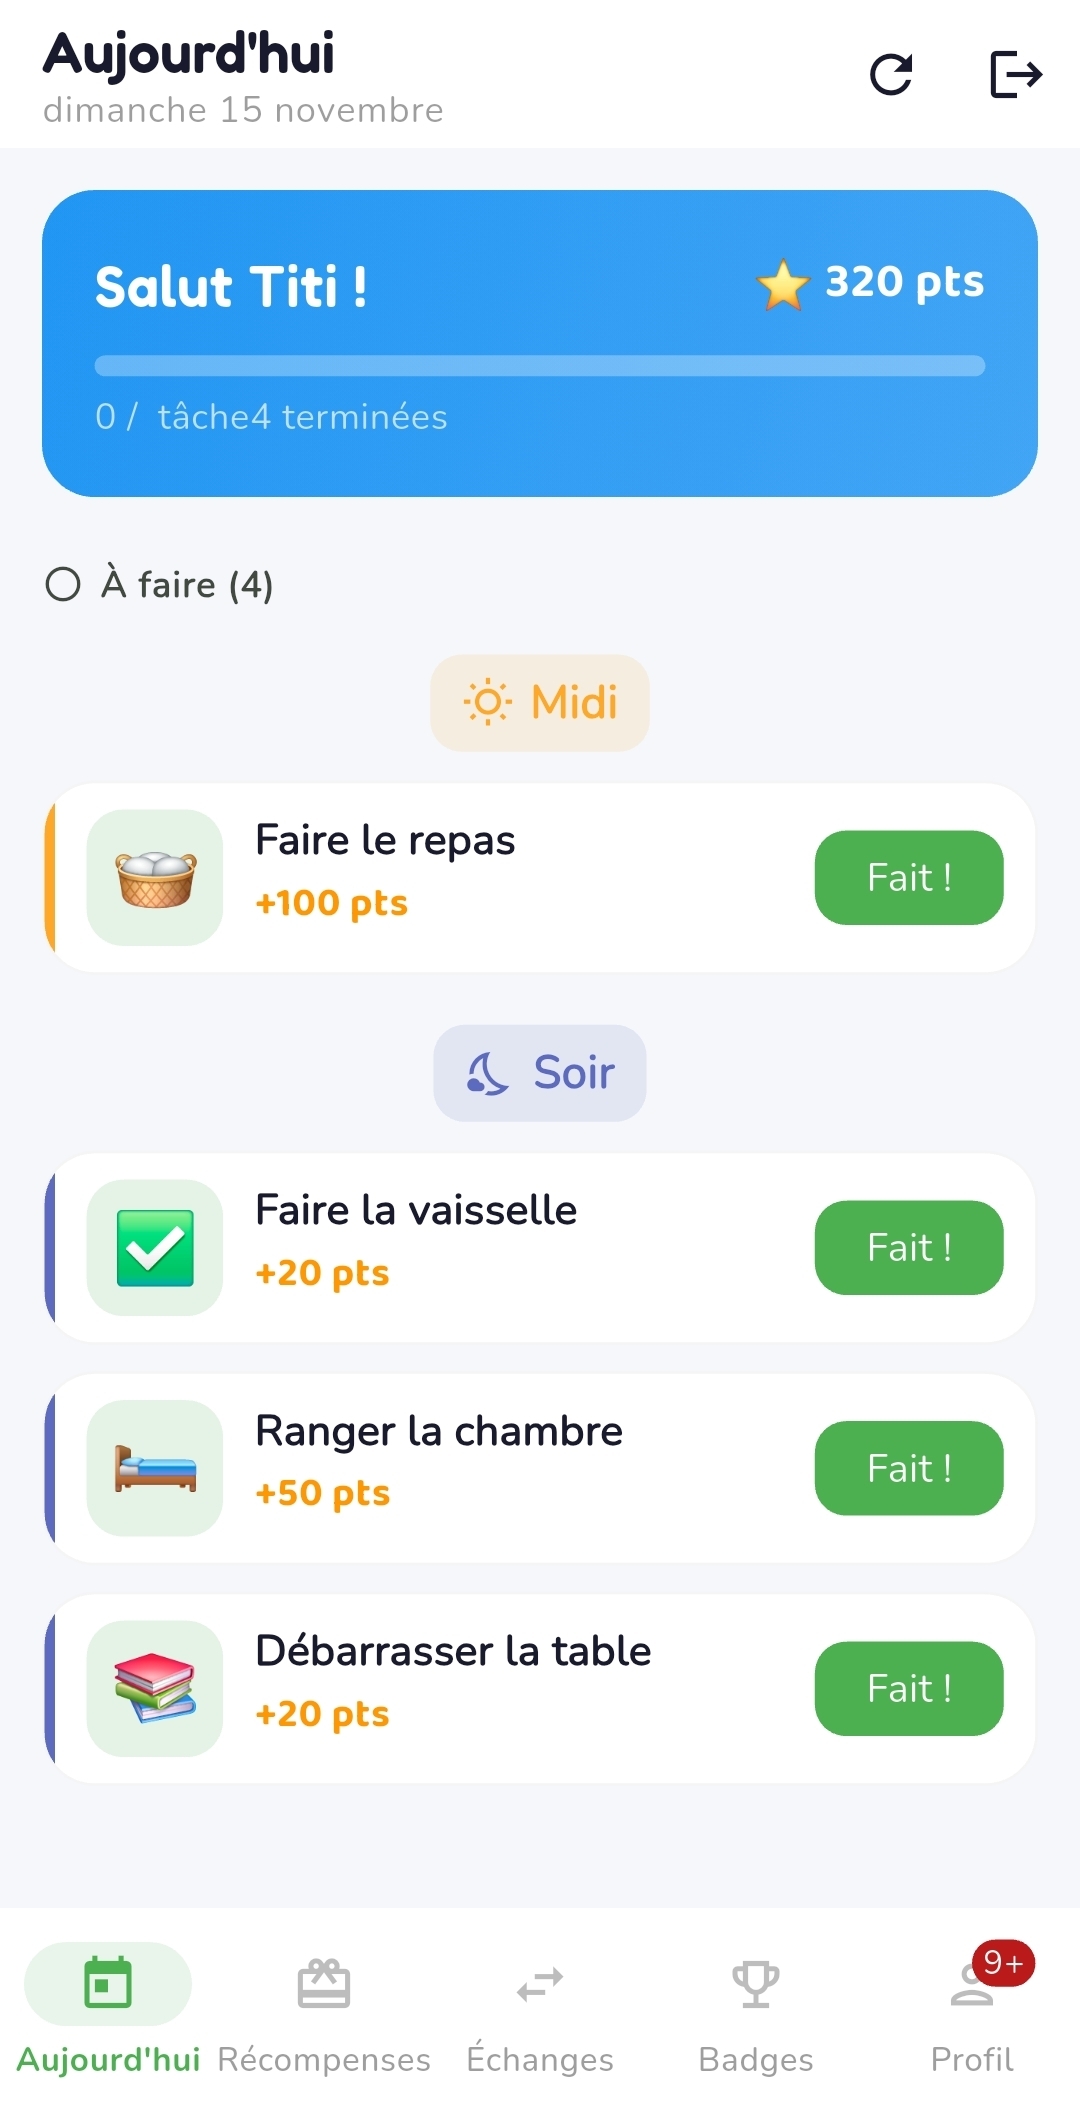 Aujourd'hui
dimanche 15 novembre
Salut Titi !
320 pts
0 / tâche4 terminées
À faire (4)
Midi
Faire le repas
+100 pts
Fait !
Soir
Faire la vaisselle
+20 pts
Fait !
Ranger la chambre
+50 pts
Fait !
Débarrasser la table
+20 pts
Fait !
9+
Aujourd'hui Récompenses Échanges Badges Profil